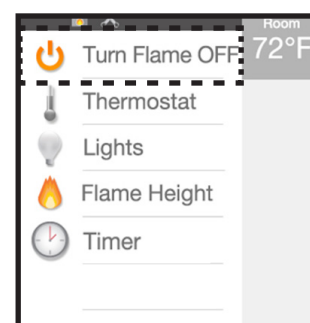 Room
Turn Flame OFF
72°F
Thermostat
Lights
Flame Height
Timer